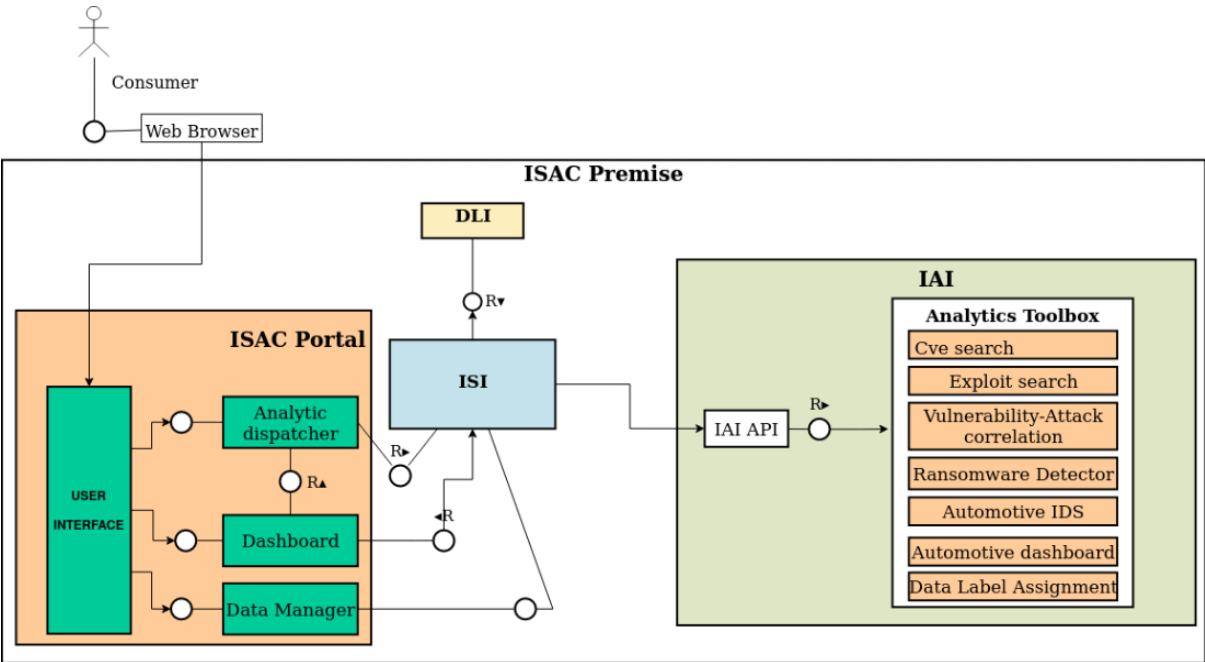 Consumer
Web Browser
ISAC Premise
DLI
R▾
ISAC Portal
ISI
USER
INTERFACE
Analytic
dispatcher
R▸
R▴
Dashboard
◂R
Data Manager
IAI
IAI API
R▸
Analytics Toolbox
Cve search
Exploit search
Vulnerability-Attack
correlation
Ransomware Detector
Automotive IDS
Automotive dashboard
Data Label Assignment